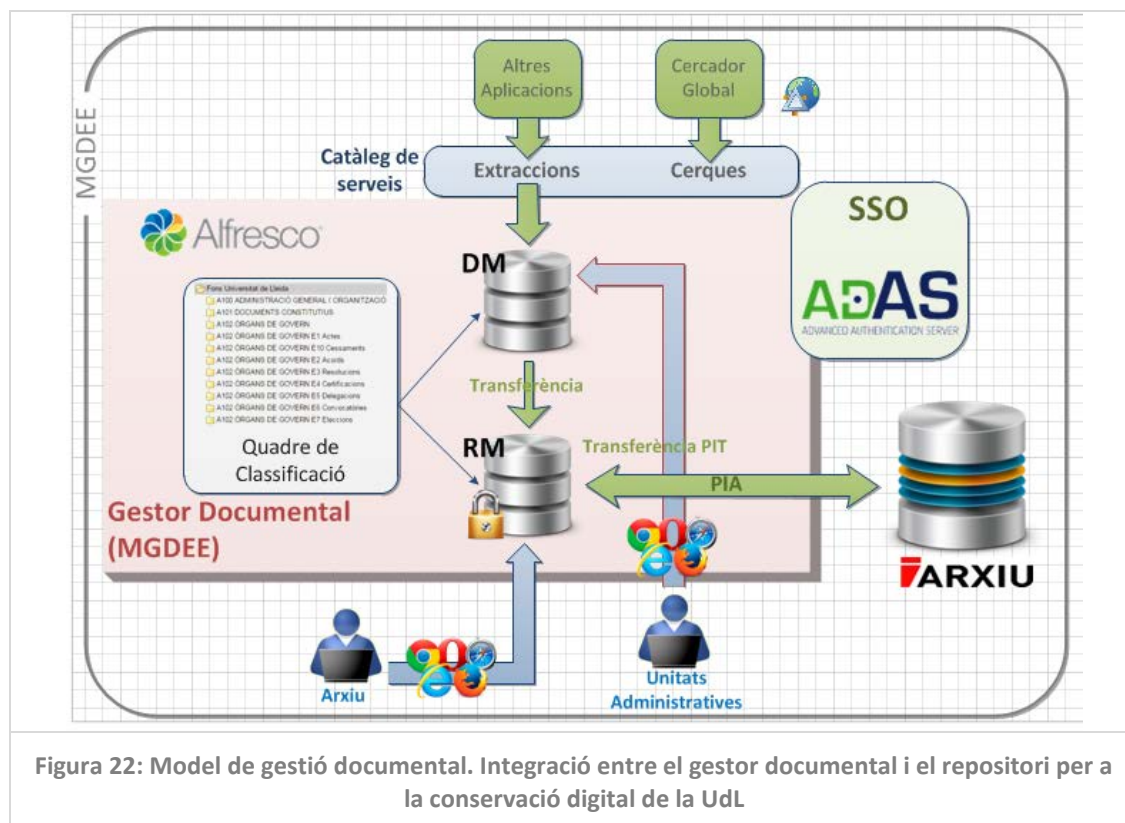 MGDEE
Altres
Aplicacions
Cercador
Global
Catàleg de
serveis
Extraccions
Cerques
Alfresco
SSO
ADAS
ADVANCED AUTHENTICATION SERVER
DM
Fons Universitat de Lleida
A100 ADMINISTRACIÓ GENERAL I ORGANITZACIÓ
A101 DOCUMENTS CONSTITUTIUS
A102 ÒRGANS DE GOVERN
A102 ÒRGANS DE GOVERN E1 Actes
A102 ÒRGANS DE GOVERN E10 Cessaments
A102 ÒRGANS DE GOVERN E2 Acords
A102 ÒRGANS DE GOVERN E3 Resolucions
A102 ÒRGANS DE GOVERN E4 Certificacions
A102 ÒRGANS DE GOVERN E5 Delegacions
A102 ÒRGANS DE GOVERN E6 Convocatòries
A102 ÒRGANS DE GOVERN E7 Eleccions
Quadre de
Classificació
Transferència
RM
Transferència PIT
PIA
Gestor Documental
(MGDEE)
iARXIU
Arxiu
Unitats
Administratives
Figura 22: Model de gestió documental. Integració entre el gestor documental i el repositori per a
la conservació digital de la UdL